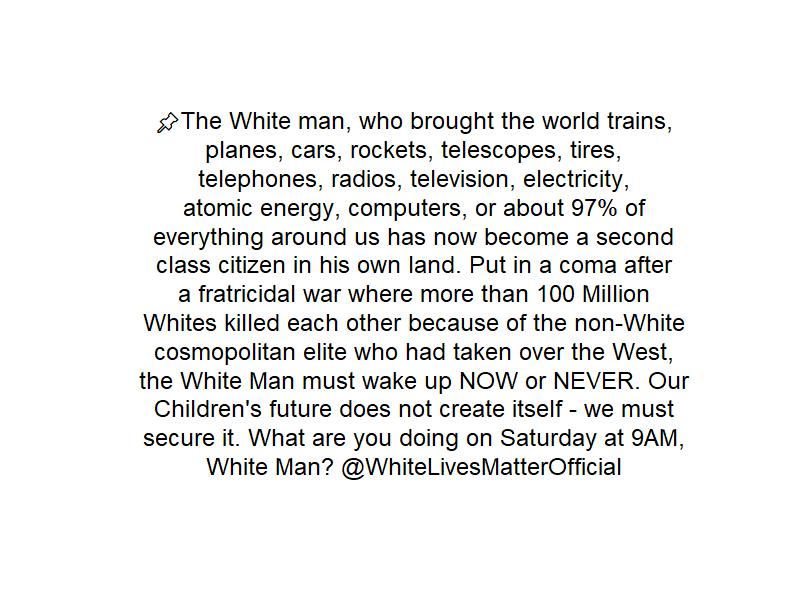 📌The White man, who brought the world trains,
planes, cars, rockets, telescopes, tires,
telephones, radios, television, electricity,
atomic energy, computers, or about 97% of
everything around us has now become a second
class citizen in his own land. Put in a coma after
a fratricidal war where more than 100 Million
Whites killed each other because of the non-White
cosmopolitan elite who had taken over the West,
the White Man must wake up NOW or NEVER. Our
Children's future does not create itself - we must
secure it. What are you doing on Saturday at 9AM,
White Man? @WhiteLivesMatterOfficial